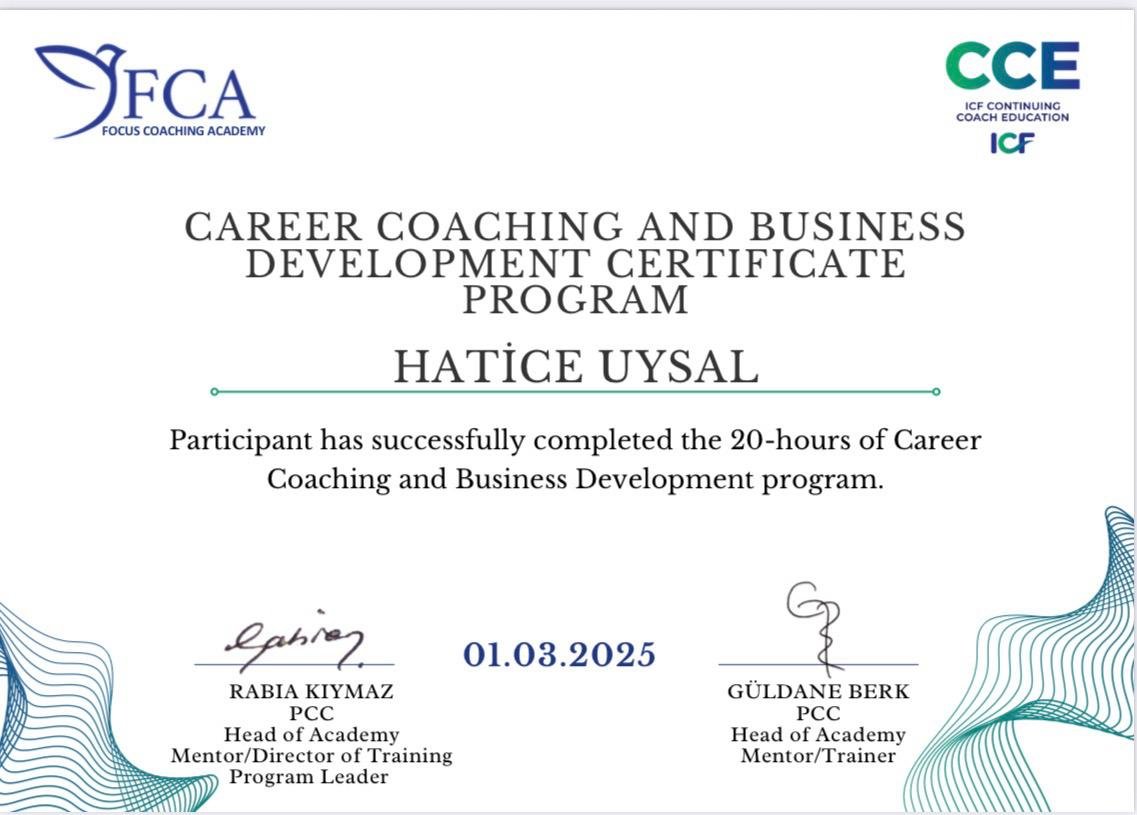 FCA
FOCUS COACHING ACADEMY
CCE
ICF CONTINUING
COACH EDUCATION
ICF
CAREER COACHING AND BUSINESS
DEVELOPMENT CERTIFICATE
PROGRAM
HATİCE UYSAL
Participant has successfully completed the 20-hours of Career
Coaching and Business Development program.
01.03.2025
RABIA KIYMAZ
PCC
Head of Academy
Mentor/Director of Training
Program Leader
GÜLDANE BERK
PCC
Head of Academy
Mentor/Trainer